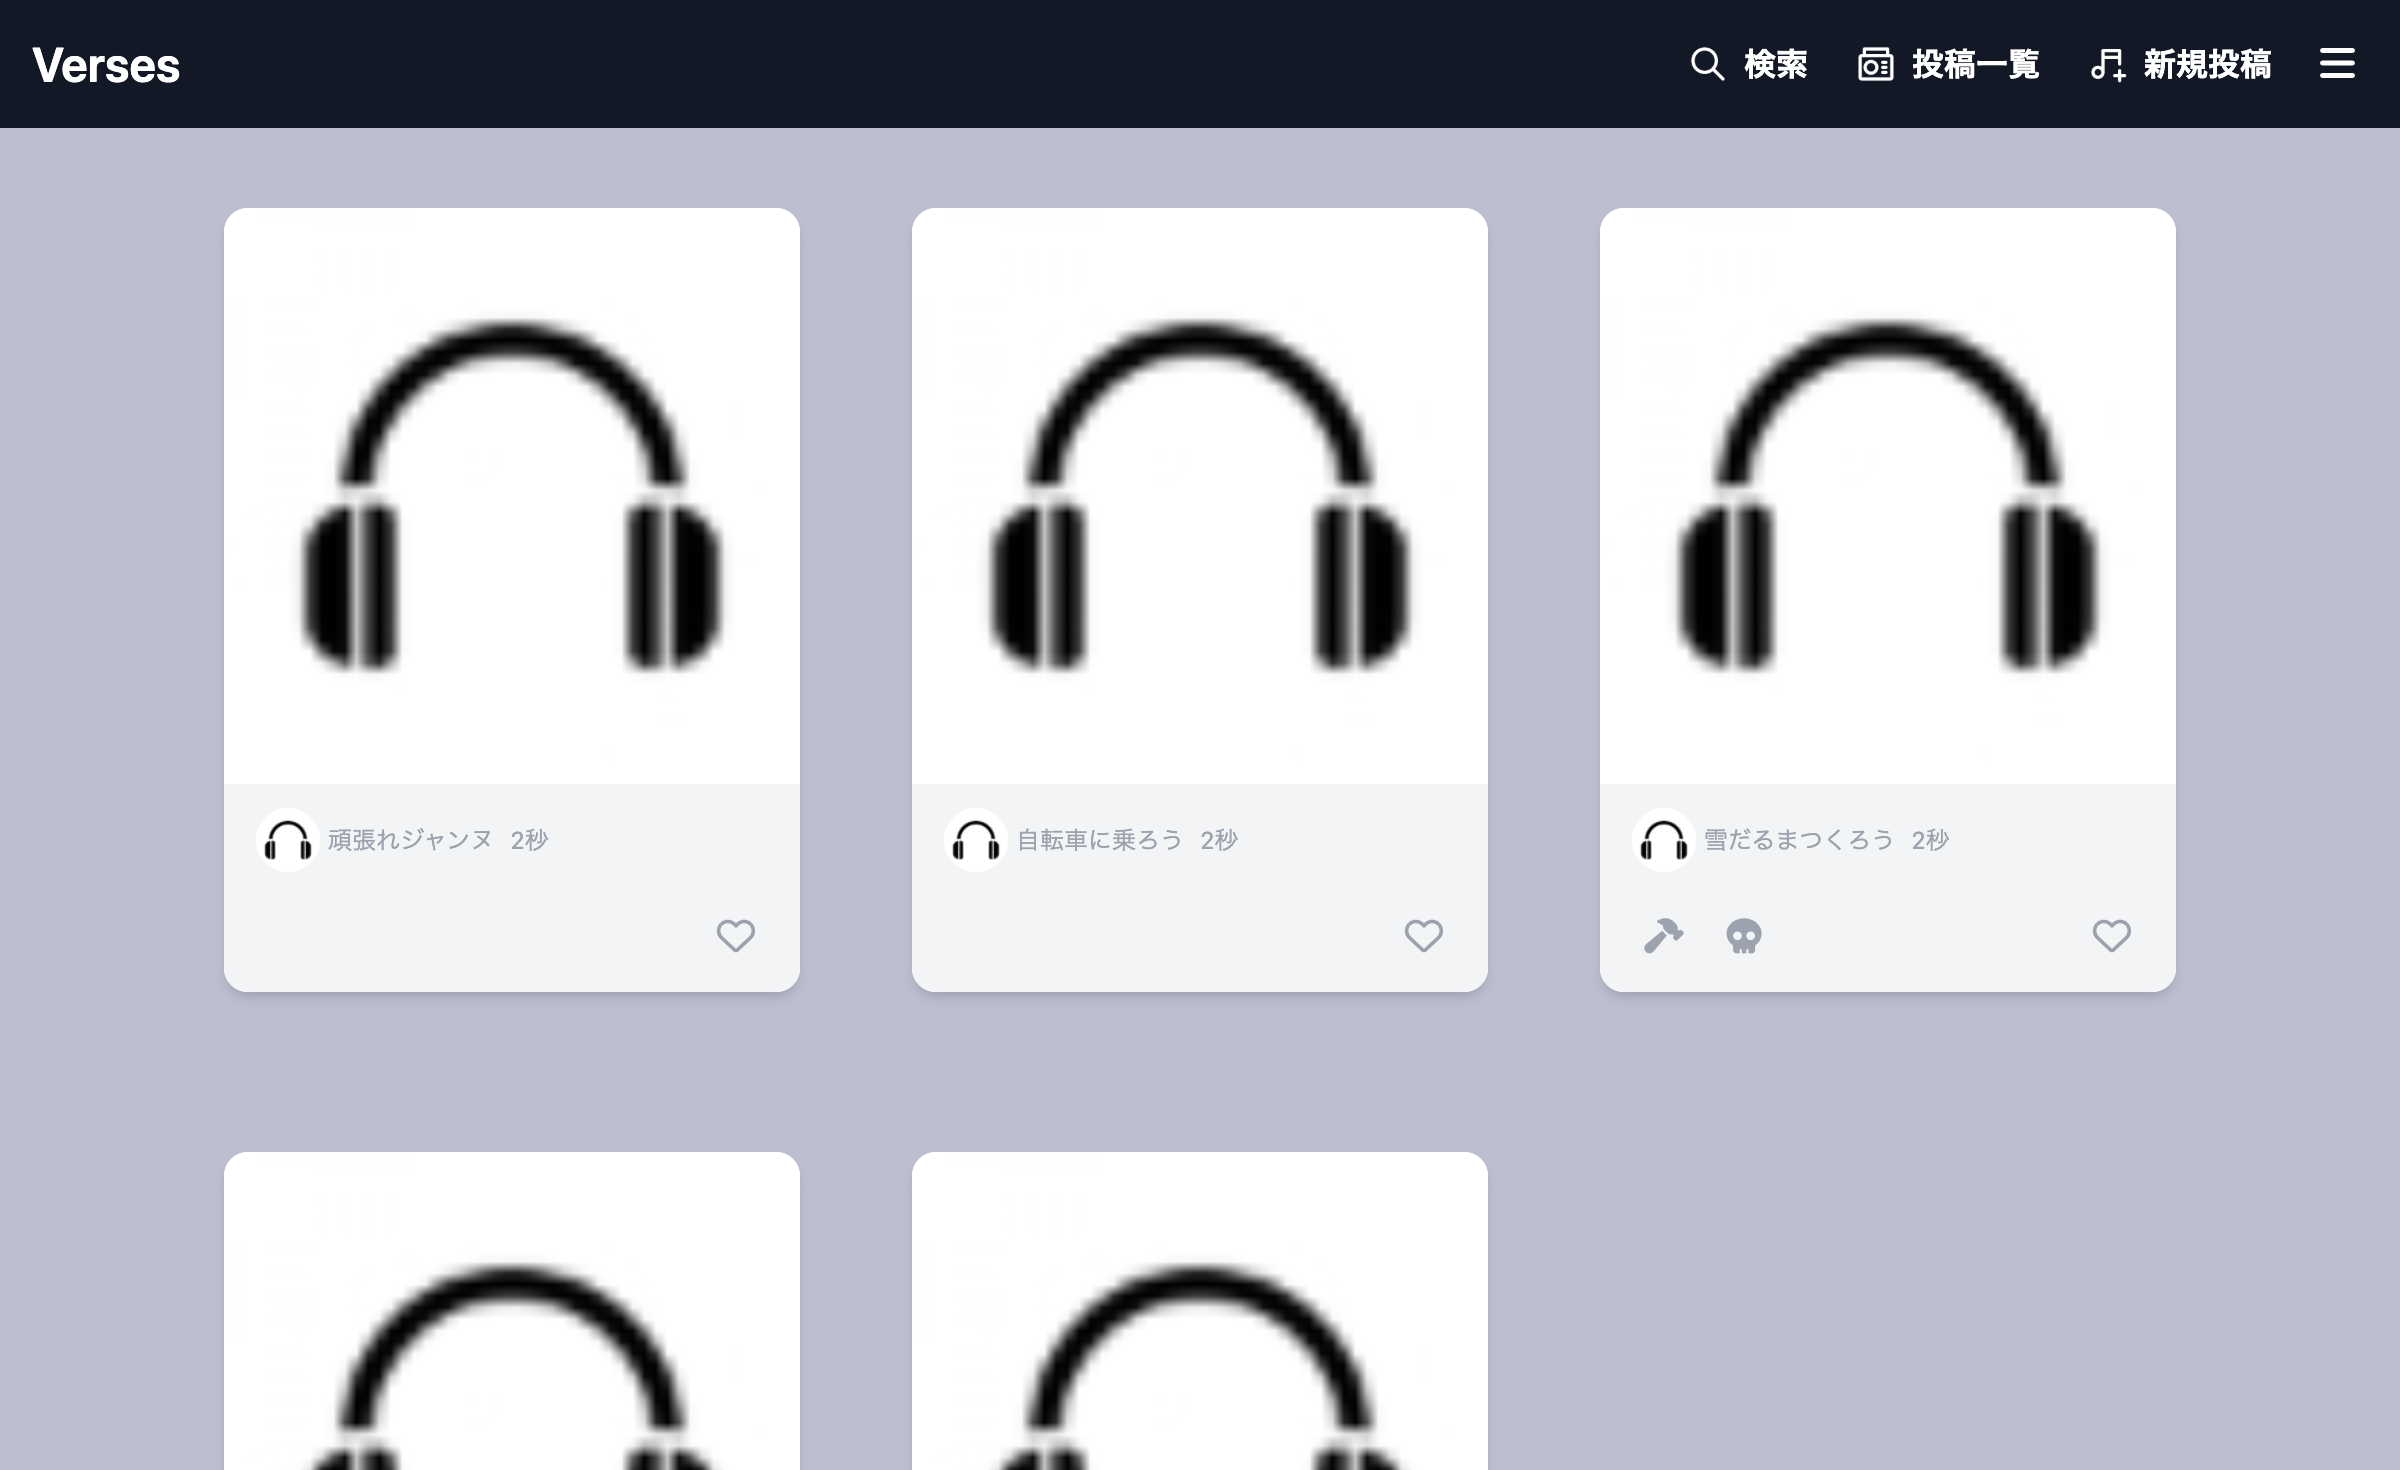 Verses
検索
投稿一覧
新規投稿
頑張れジャンヌ 2秒
自転車に乗ろう 2秒
雪だるまつくろう 2秒